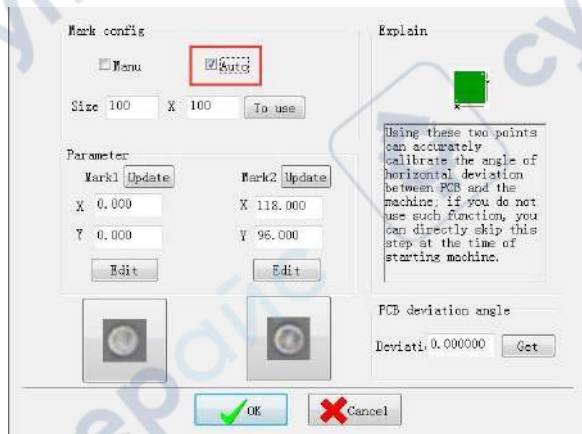 Mark config
Manu
Auto
Size 100 X 100 To use
Parameter
Mark1 Update
X 0.000
Y 0.000
Edit
Mark2 Update
X 118.000
Y 96.000
Edit
Explain
Using these two points
can accurately
calibrate the angle of
horizontal deviation
between PCB and the
machine; if you do not
use such function, you
can directly skip this
step at the time of
starting machine.
PCB deviation angle
Deviati 0.000000 Get
OK
Cancel